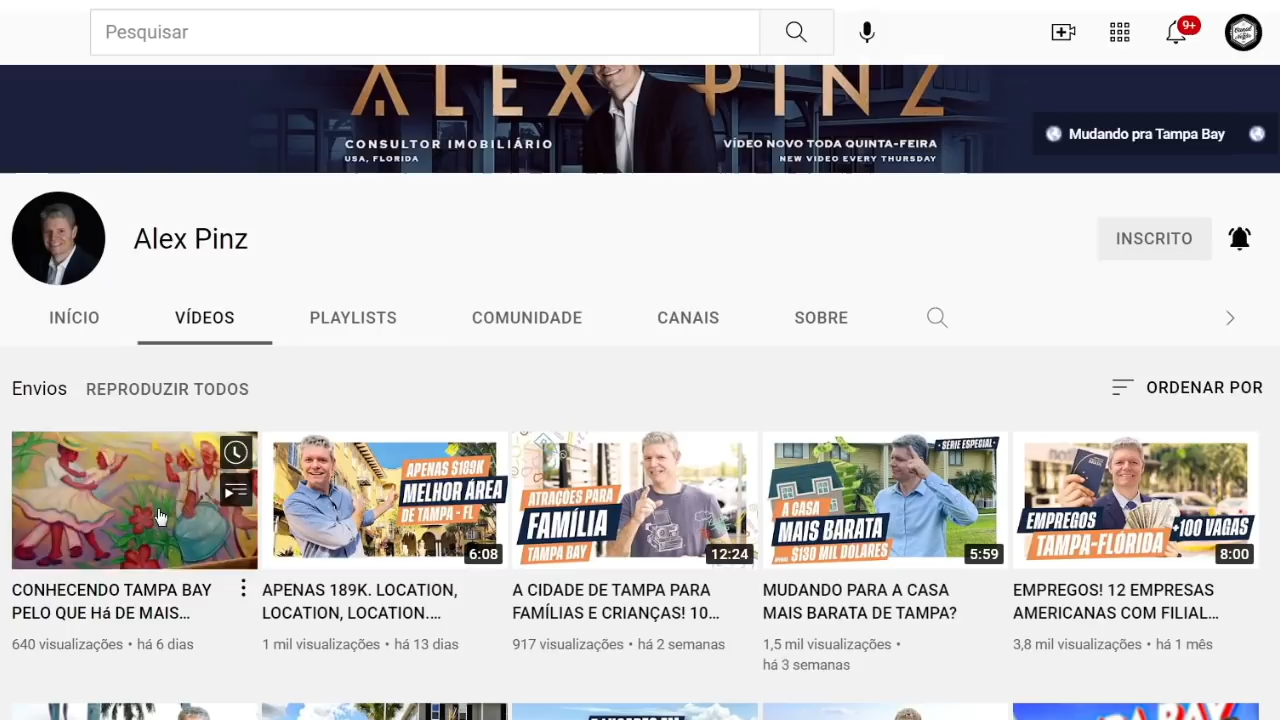 Pesquisar
9+
ALEX PINZ
CONSULTOR IMOBILIÁRIO
USA, FLORIDA
VÍDEO NOVO TODA QUINTA-FEIRA
NEW VIDEO EVERY THURSDAY
Mudando pra Tampa Bay
Alex Pinz
INSCRITO
INÍCIO
VÍDEOS
PLAYLISTS
COMUNIDADE
CANAIS
SOBRE
Envios
REPRODUZIR TODOS
ORDENAR POR
APENAS $189K
MELHOR ÁREA
DE TAMPA - FL
6:08
ATRAÇÕES PARA
FAMÍLIA
TAMPA BAY
12:24
SÉRIE ESPECIAL
A CASA
MAIS BARATA
$130 MIL DOLARES
5:59
EMPREGOS +100 VAGAS
TAMPA-FLÓRIDA
8:00
CONHECENDO TAMPA BAY
PELO QUE Há DE MAIS...
640 visualizações • há 6 dias
APENAS 189K. LOCATION,
LOCATION, LOCATION....
1 mil visualizações • há 13 dias
A CIDADE DE TAMPA PARA
FAMÍLIAS E CRIANÇAS! 10...
917 visualizações • há 2 semanas
MUDANDO PARA A CASA
MAIS BARATA DE TAMPA?
1,5 mil visualizações •
há 3 semanas
EMPREGOS! 12 EMPRESAS
AMERICANAS COM FILIAL...
3,8 mil visualizações • há 1 mês